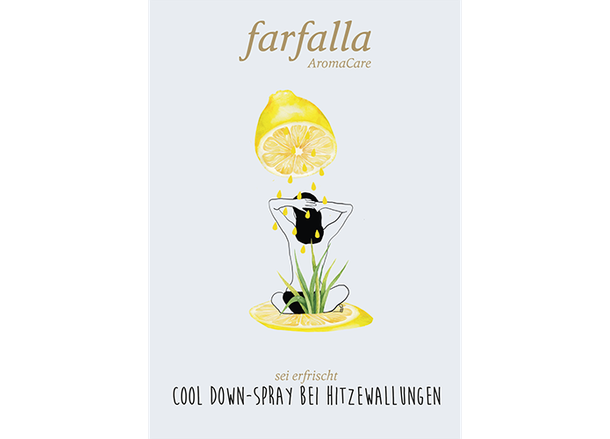 farfalla
AromaCare
sei erfrischt
COOL DOWN-SPRAY BEI HITZEWALLUNGEN